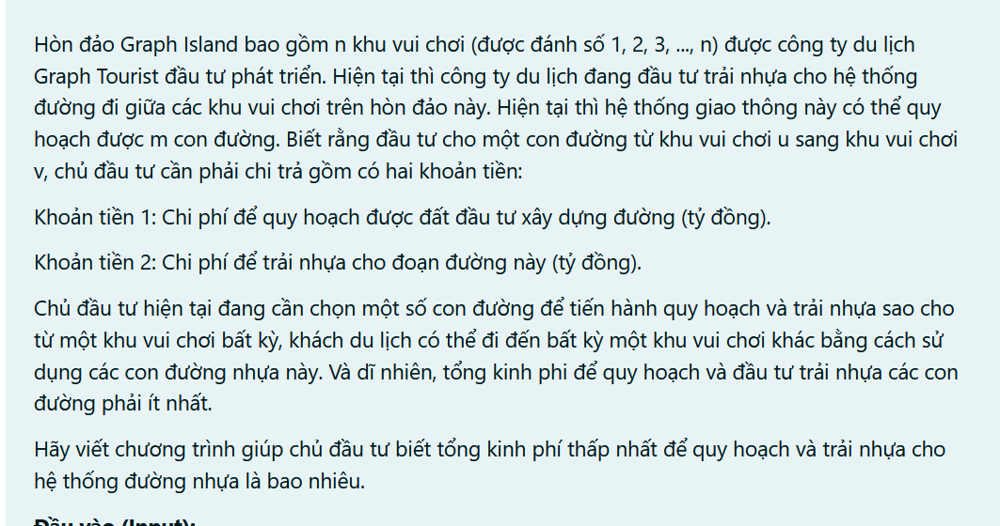 Hòn đảo Graph Island bao gồm n khu vui chơi (được đánh số 1, 2, 3, ..., n) được công ty du lịch
Graph Tourist đầu tư phát triển. Hiện tại thì công ty du lịch đang đầu tư trải nhựa cho hệ thống
đường đi giữa các khu vui chơi trên hòn đảo này. Hiện tại thì hệ thống giao thông này có thể quy
hoạch được m con đường. Biết rằng đầu tư cho một con đường từ khu vui chơi u sang khu vui chơi
v, chủ đầu tư cần phải chi trả gồm có hai khoản tiền:
Khoản tiền 1: Chi phí để quy hoạch được đất đầu tư xây dựng đường (tỷ đồng).
Khoản tiền 2: Chi phí để trải nhựa cho đoạn đường này (tỷ đồng).
Chủ đầu tư hiện tại đang cần chọn một số con đường để tiến hành quy hoạch và trải nhựa sao cho
từ một khu vui chơi bất kỳ, khách du lịch có thể đi đến bất kỳ một khu vui chơi khác bằng cách sử
dụng các con đường nhựa này. Và dĩ nhiên, tổng kinh phi để quy hoạch và đầu tư trải nhựa các con
đường phải ít nhất.
Hãy viết chương trình giúp chủ đầu tư biết tổng kinh phí thấp nhất để quy hoạch và trải nhựa cho
hệ thống đường nhựa là bao nhiêu.
Đầu vào (Input):